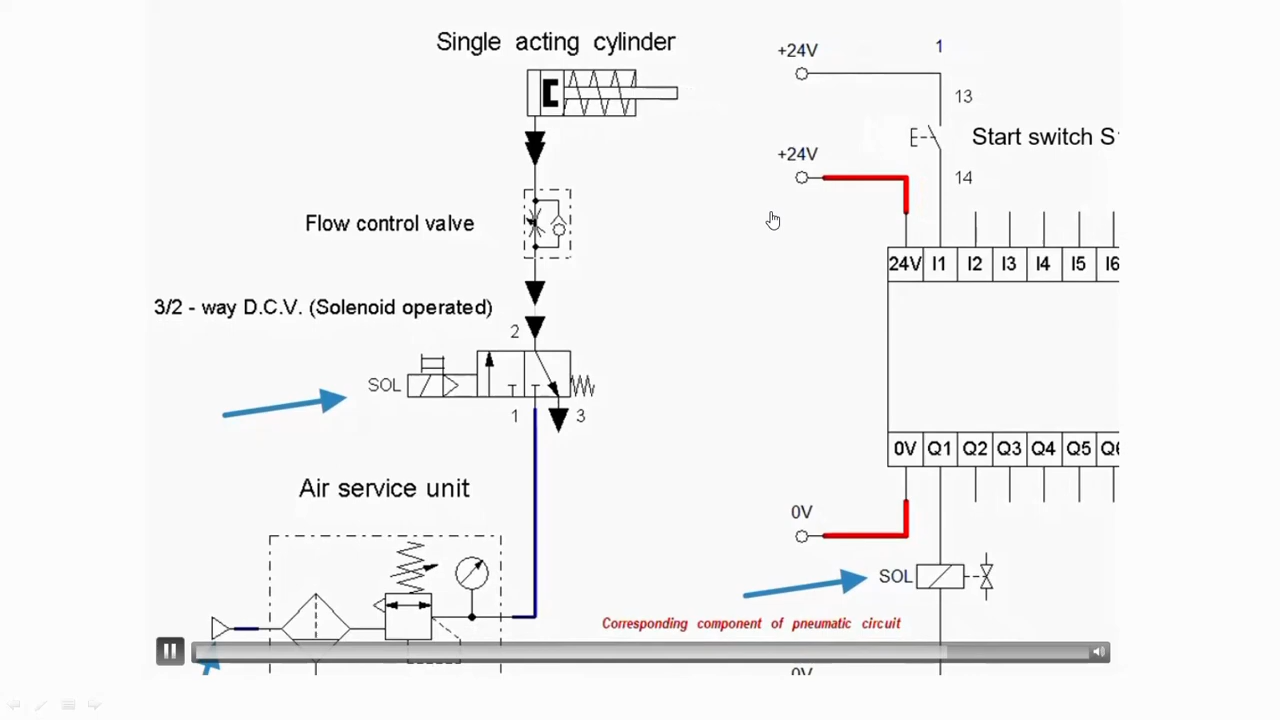 Single acting cylinder
+24V
1
13
Start switch S
+24V
14
Flow control valve
24V I1 I2 I3 I4 I5 I6
3/2 - way D.C.V. (Solenoid operated)
2
SOL
1
3
0V Q1 Q2 Q3 Q4 Q5
Air service unit
0V
SOL
Corresponding component of pneumatic circuit